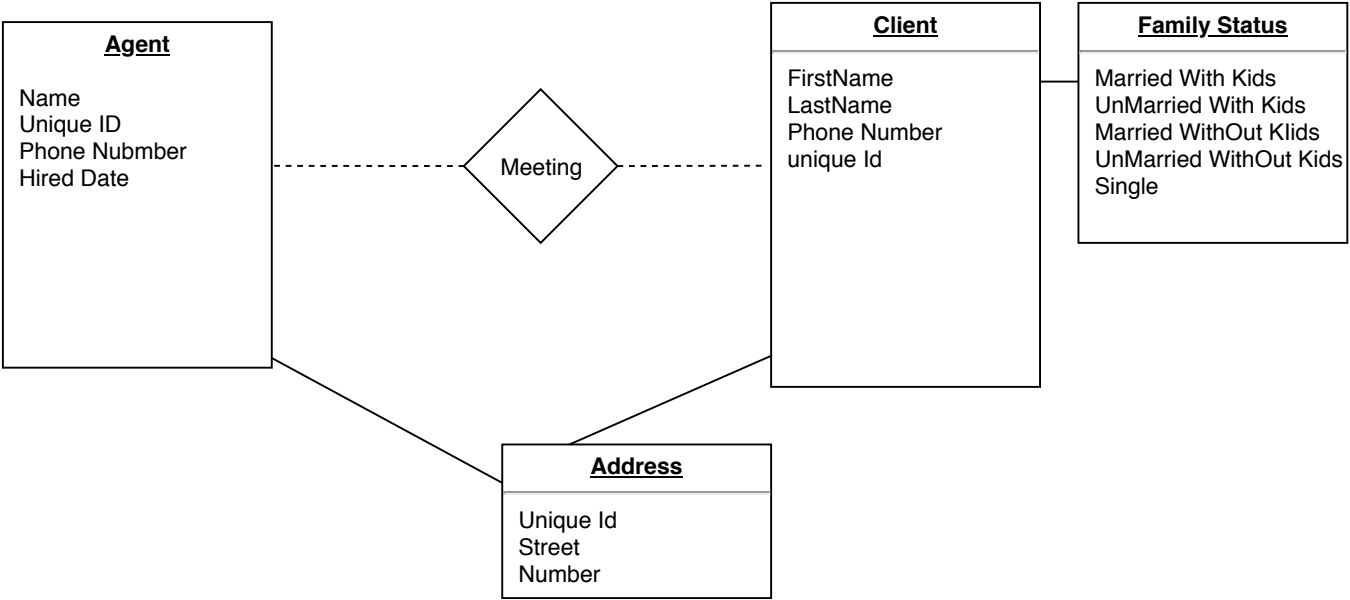 Agent
Name
Unique ID
Phone Nubmber
Hired Date
Meeting
Client
FirstName
LastName
Phone Number
unique Id
Family Status
Married With Kids
UnMarried With Kids
Married WithOut KIids
UnMarried WithOut Kids
Single
Address
Unique Id
Street
Number